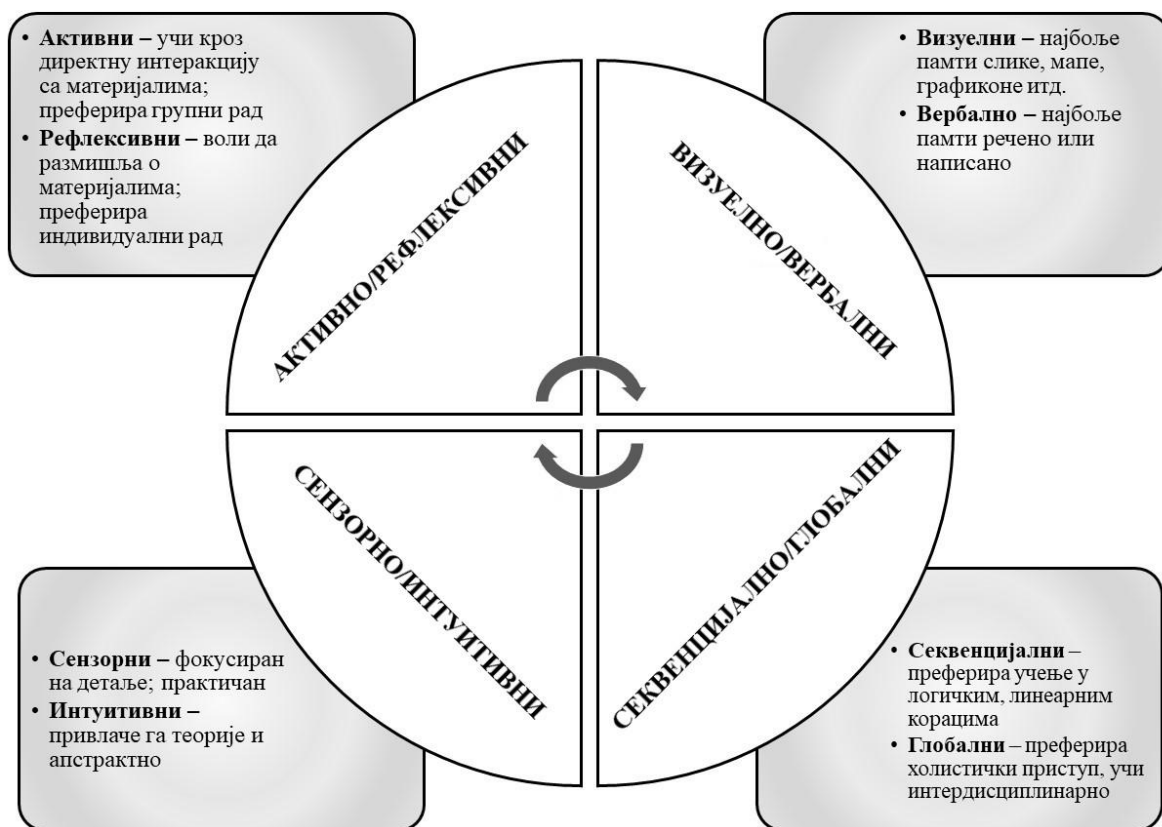 • Активни – учи кроз
директну интеракцију
са материјалима;
преферира групни рад
• Рефлексивни – воли да
размишља о
материјалима;
преферира
индивидуални рад
• Визуелни – најбоље
памти слике, мапе,
графиконе итд.
• Вербално – најбоље
памти речено или
написано
АКТИВНО/РЕФЛЕКСИВНИ
ВИЗУЕЛНО/ВЕРБАЛНИ
СЕНЗОРНО/ИНТУИТИВНИ
СЕКВЕНЦИЈАЛНО/ГЛОБАЛНИ
• Сензорни – фокусиран
на детаље; практичан
• Интуитивни –
привлаче га теорије и
апстрактно
• Секвенцијални –
преферира учење у
логичким, линеарним
корацима
• Глобални – преферира
холистички приступ, учи
интердисциплинарно